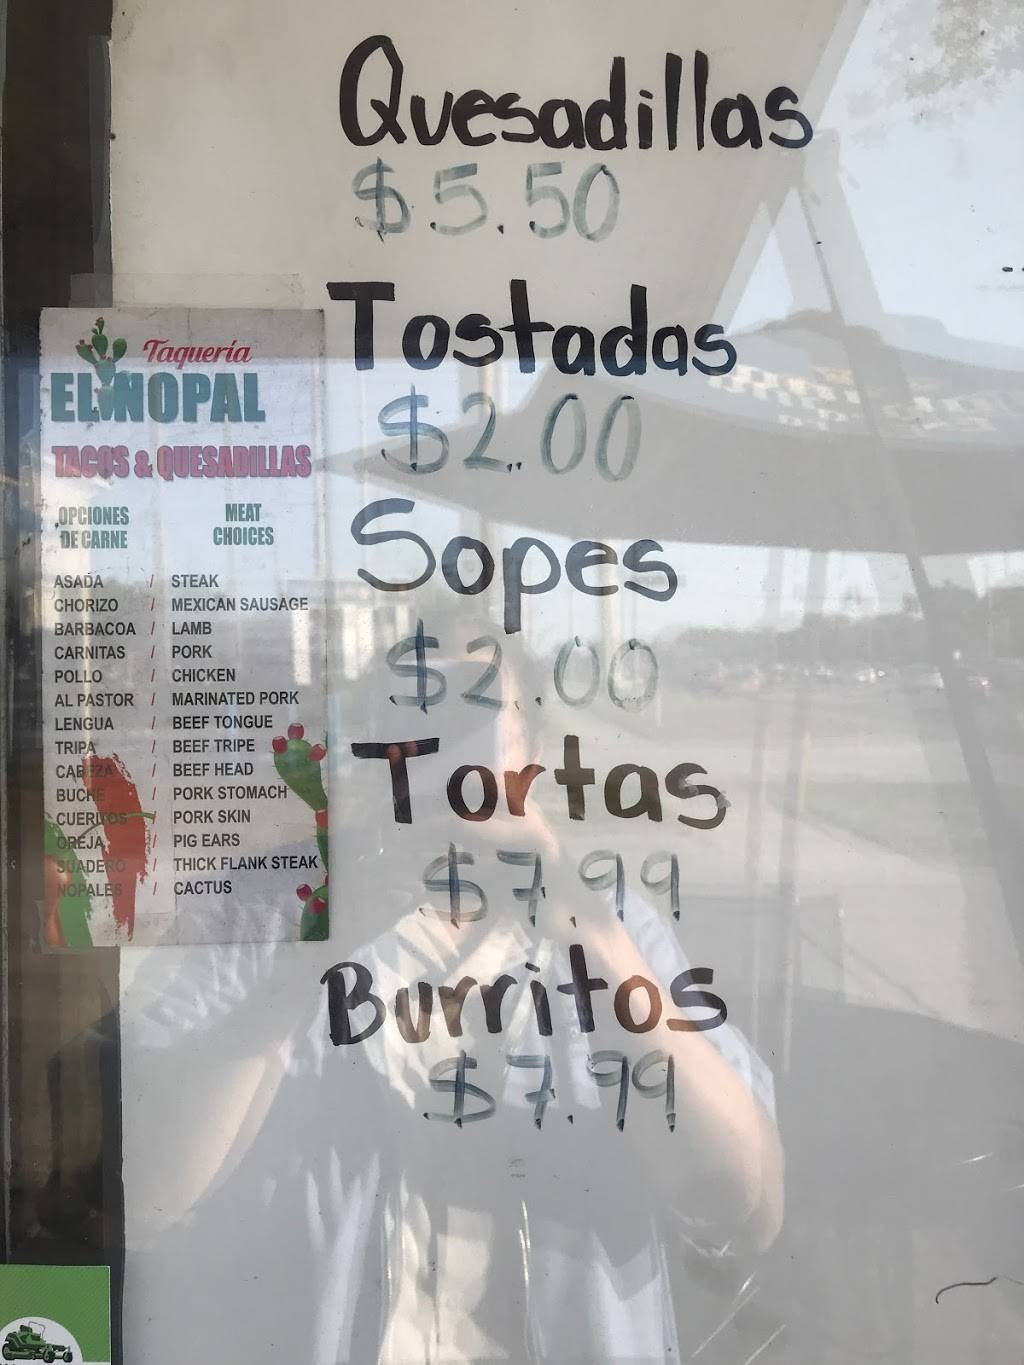 Quesadillas
$5.50
Tostadas
$2.00
Sopes
$2.00
Tortas
$7.99
Burritos
$7.99
Taquería
EL NOPAL
TACOS & QUESADILLAS
OPCIONES DE CARNE
MEAT CHOICES
ASADA / STEAK
CHORIZO / MEXICAN SAUSAGE
BARBACOA / LAMB
CARNITAS / PORK
POLLO / CHICKEN
AL PASTOR / MARINATED PORK
LENGUA / BEEF TONGUE
TRIPA / BEEF TRIPE
CABEZA / BEEF HEAD
BUCHE / PORK STOMACH
CUERITOS / PORK SKIN
OREJA / PIG EARS
SUADERO / THICK FLANK STEAK
NOPALES / CACTUS